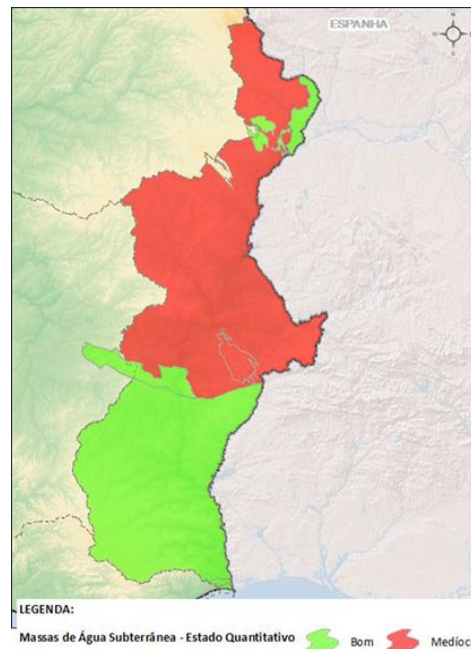 ESPANHA
N
S
LEGENDA:
Massas de Água Subterrânea - Estado Quantitativo Bom Medíoc